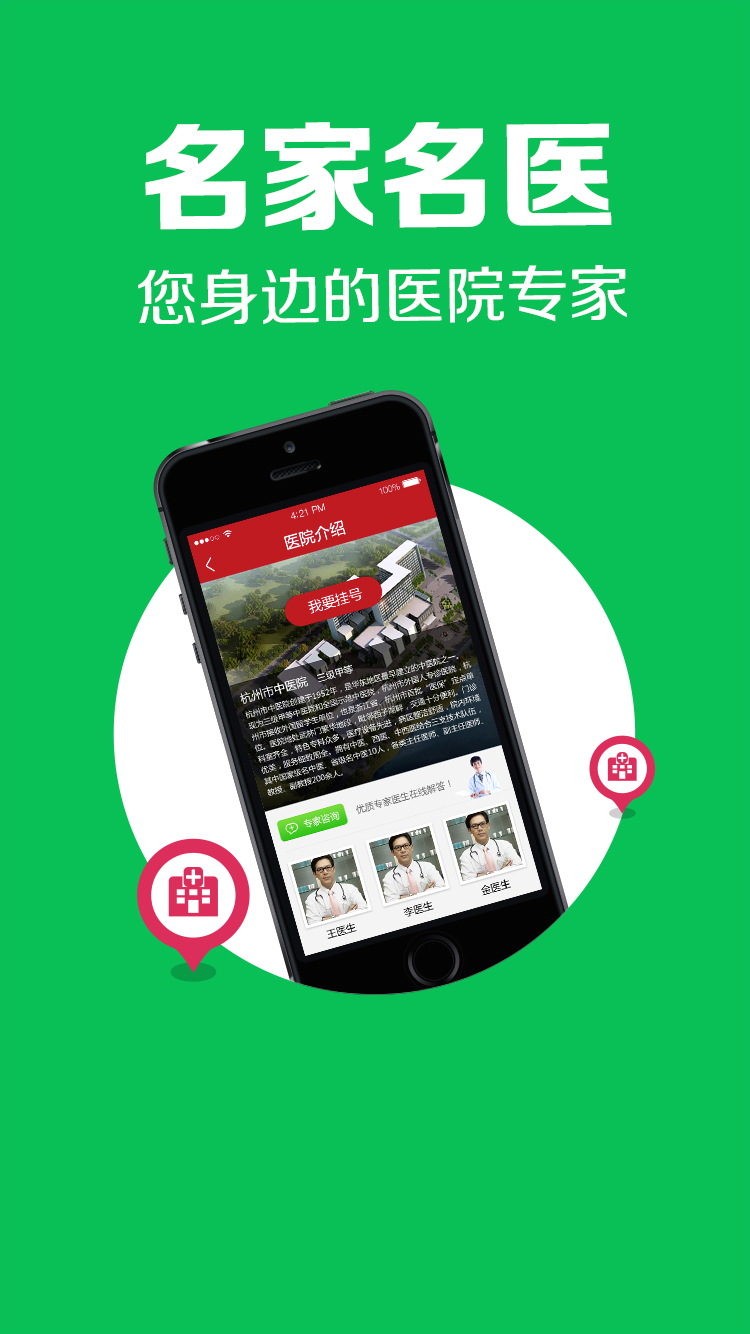 名家名医
您身边的医院专家
4:21 PM
100%
医院介绍
我要挂号
杭州市中医院 三级甲等
杭州市中医院创建于1952年，是华东地区最早建立的中医院之一。
现为三级甲等中医院和全国示范中医院，杭州市外国人专诊医院，杭
州市接收外国留学生单位，也是浙江省、杭州市首批“医保”定点单
位。医院地处武林门繁华地段，毗邻西子湖畔，交通十分便利。门诊
科室齐全，特色专科众多，医疗设备先进，病区整洁舒适，院内环境
优美，服务细致周全。拥有中医、西医、中西医结合三支技术队伍，
其中国家级名中医、省级名中医10人，各类主任医师、副主任医师、
教授、副教授200余人。
专家咨询
优质专家医生在线解答！
王医生
李医生
金医生